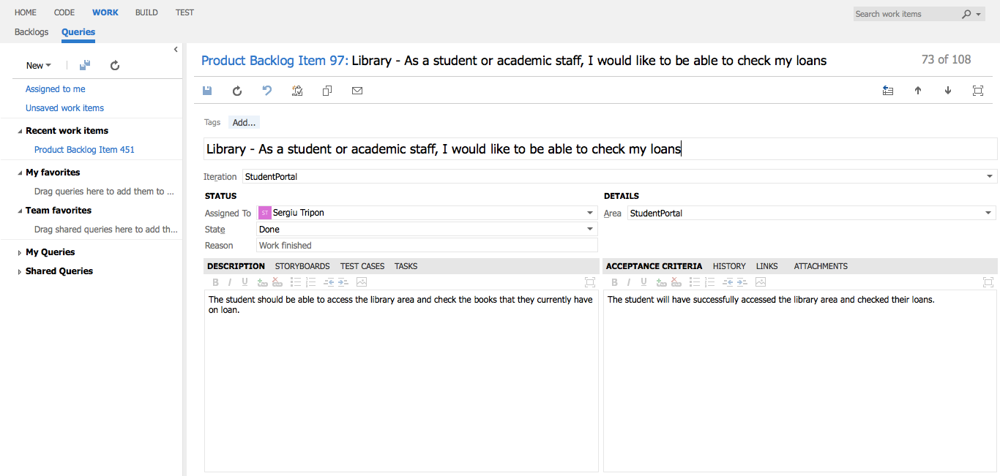 HOME CODE WORK BUILD TEST
Search work items
Backlogs Queries
New
Assigned to me
Unsaved work items
Recent work items
Product Backlog Item 451
My favorites
Drag queries here to add them to ...
Team favorites
Drag shared queries here to add th...
My Queries
Shared Queries
Product Backlog Item 97: Library - As a student or academic staff, I would like to be able to check my loans
73 of 108
Tags Add...
Library - As a student or academic staff, I would like to be able to check my loans
Iteration StudentPortal
STATUS
Assigned To ST Sergiu Tripon
State Done
Reason Work finished
DETAILS
Area StudentPortal
DESCRIPTION STORYBOARDS TEST CASES TASKS
B I U
The student should be able to access the library area and check the books that they currently have
on loan.
ACCEPTANCE CRITERIA HISTORY LINKS ATTACHMENTS
B I U
The student will have successfully accessed the library area and checked their loans.